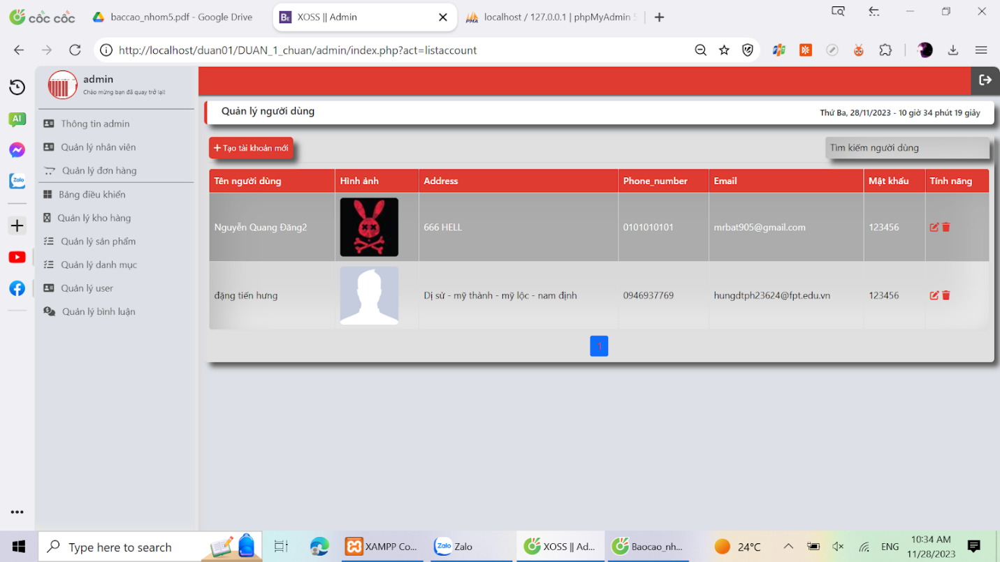 cốc cốc
baccao_nhom5.pdf - Google Drive
XOSS || Admin
localhost / 127.0.0.1 | phpMyAdmin 5
http://localhost/duan01/DUAN_1_chuan/admin/index.php?act=listaccount
admin
Chào mừng bạn đã quay trở lại!
AI
Zalo
Thông tin admin
Quản lý nhân viên
Quản lý đơn hàng
Bảng điều khiển
Quản lý kho hàng
Quản lý sản phẩm
Quản lý danh mục
Quản lý user
Quản lý bình luận
Quản lý người dùng
Thứ Ba, 28/11/2023 - 10 giờ 34 phút 19 giây
+ Tạo tài khoản mới
Tìm kiếm người dùng
Tên người dùng Hình ảnh Address Phone_number Email Mật khẩu Tính năng
Nguyễn Quang Đăng2 666 HELL 0101010101 mrbat905@gmail.com 123456
đặng tiến hưng Dị sử - mỹ thành - mỹ lộc - nam định 0946937769 hungdtph23624@fpt.edu.vn 123456
1
Type here to search
XAMPP Co...
Zalo
Zalo
XOSS || Ad...
Baocao_nh...
24°C
ENG
10:34 AM
11/28/2023